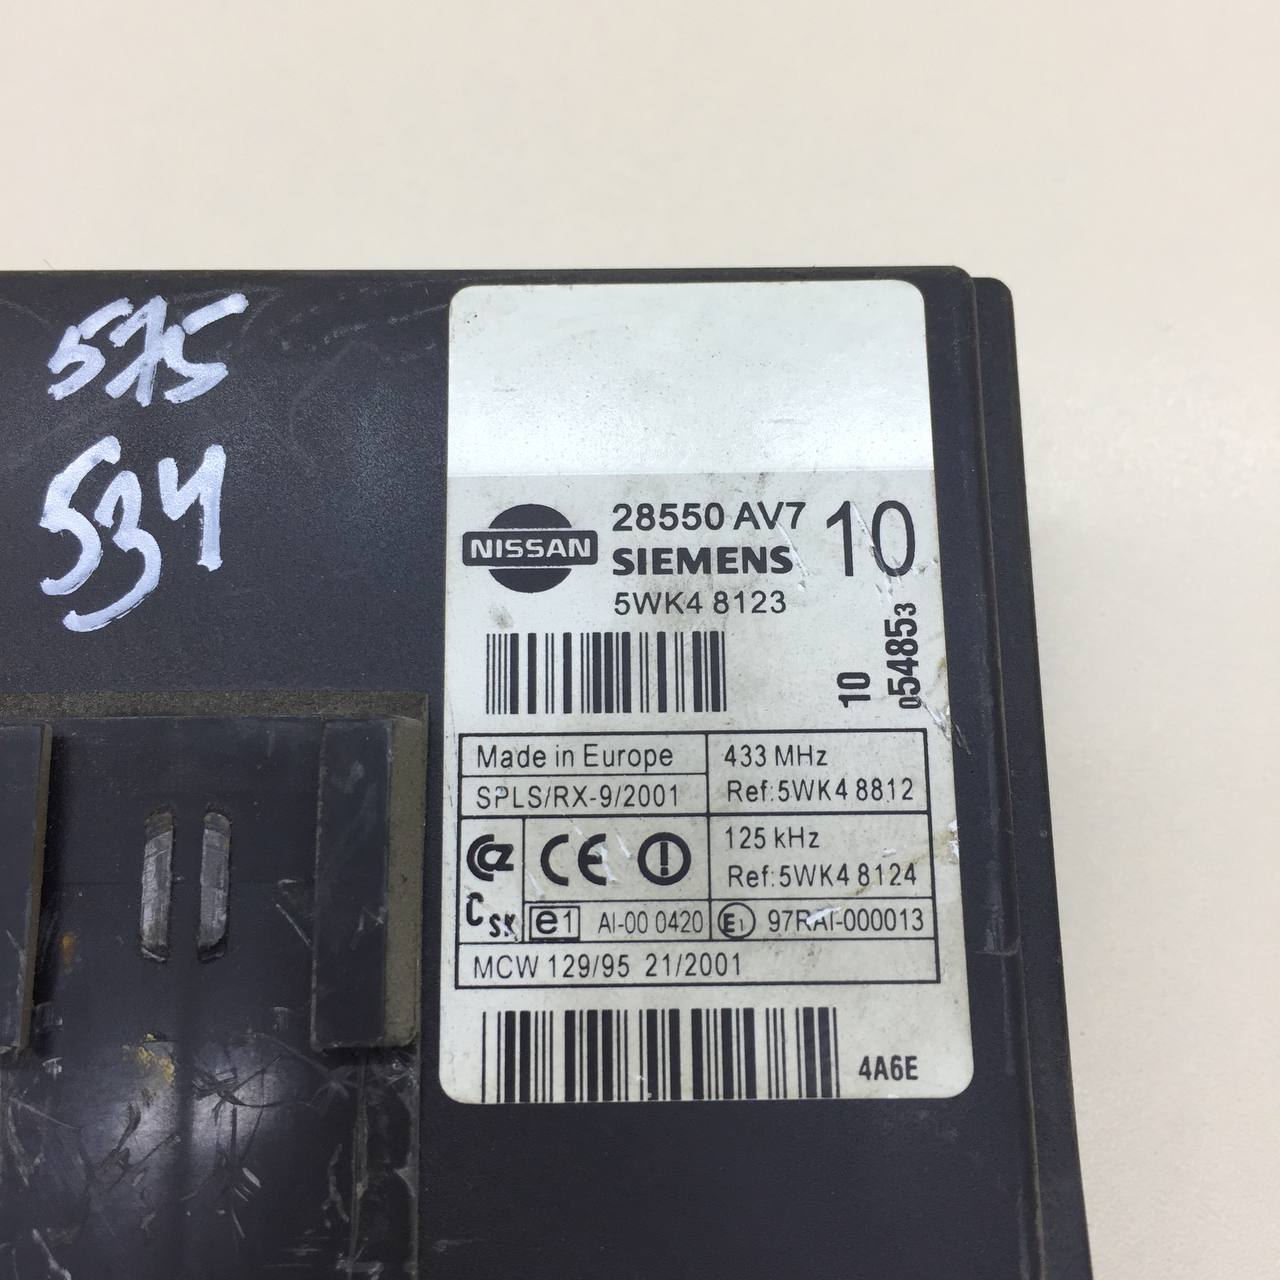 575
534
NISSAN
28550 AV7 10
SIEMENS
5WK4 8123
10
054853
Made in Europe
433 MHz
SPLS/RX-9/2001
Ref:5WK4 8812
CE
125 kHz
Ref:5WK4 8124
C SK
e1
AI-00 0420
E1
97RAI-000013
MCW 129/95 21/2001
4A6E